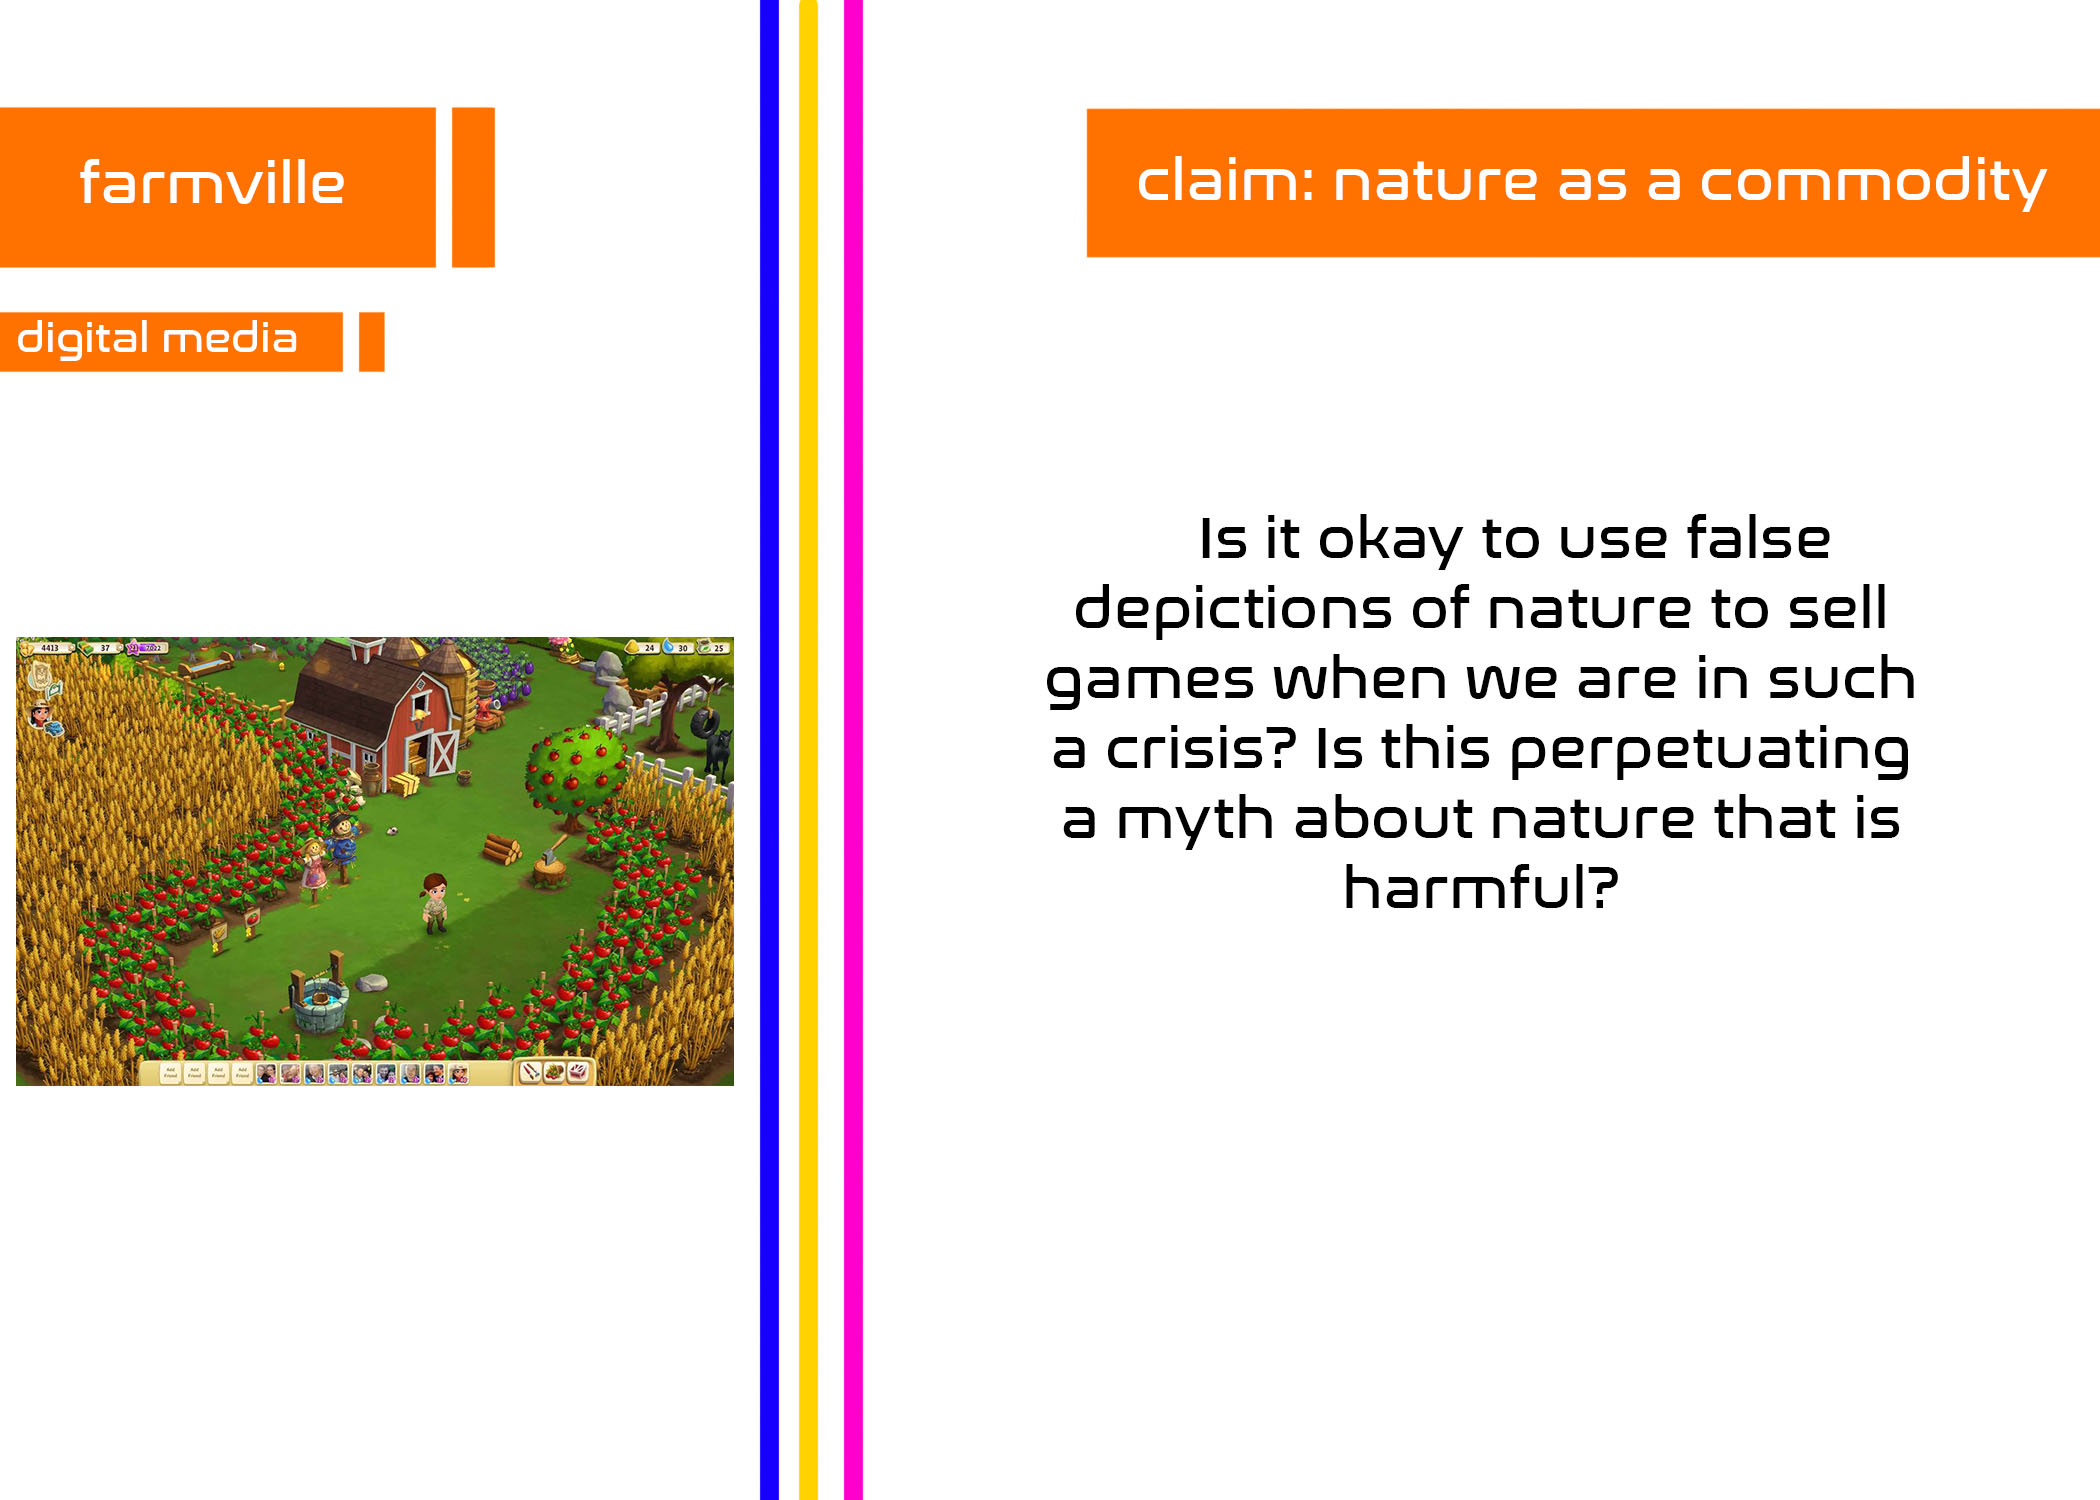 farmville
digital media
4413
37
7022
24
30
25
Add
Friend
Add
Friend
Add
Friend
Add
Friend
claim: nature as a commodity
Is it okay to use false
depictions of nature to sell
games when we are in such
a crisis? Is this perpetuating
a myth about nature that is
harmful?